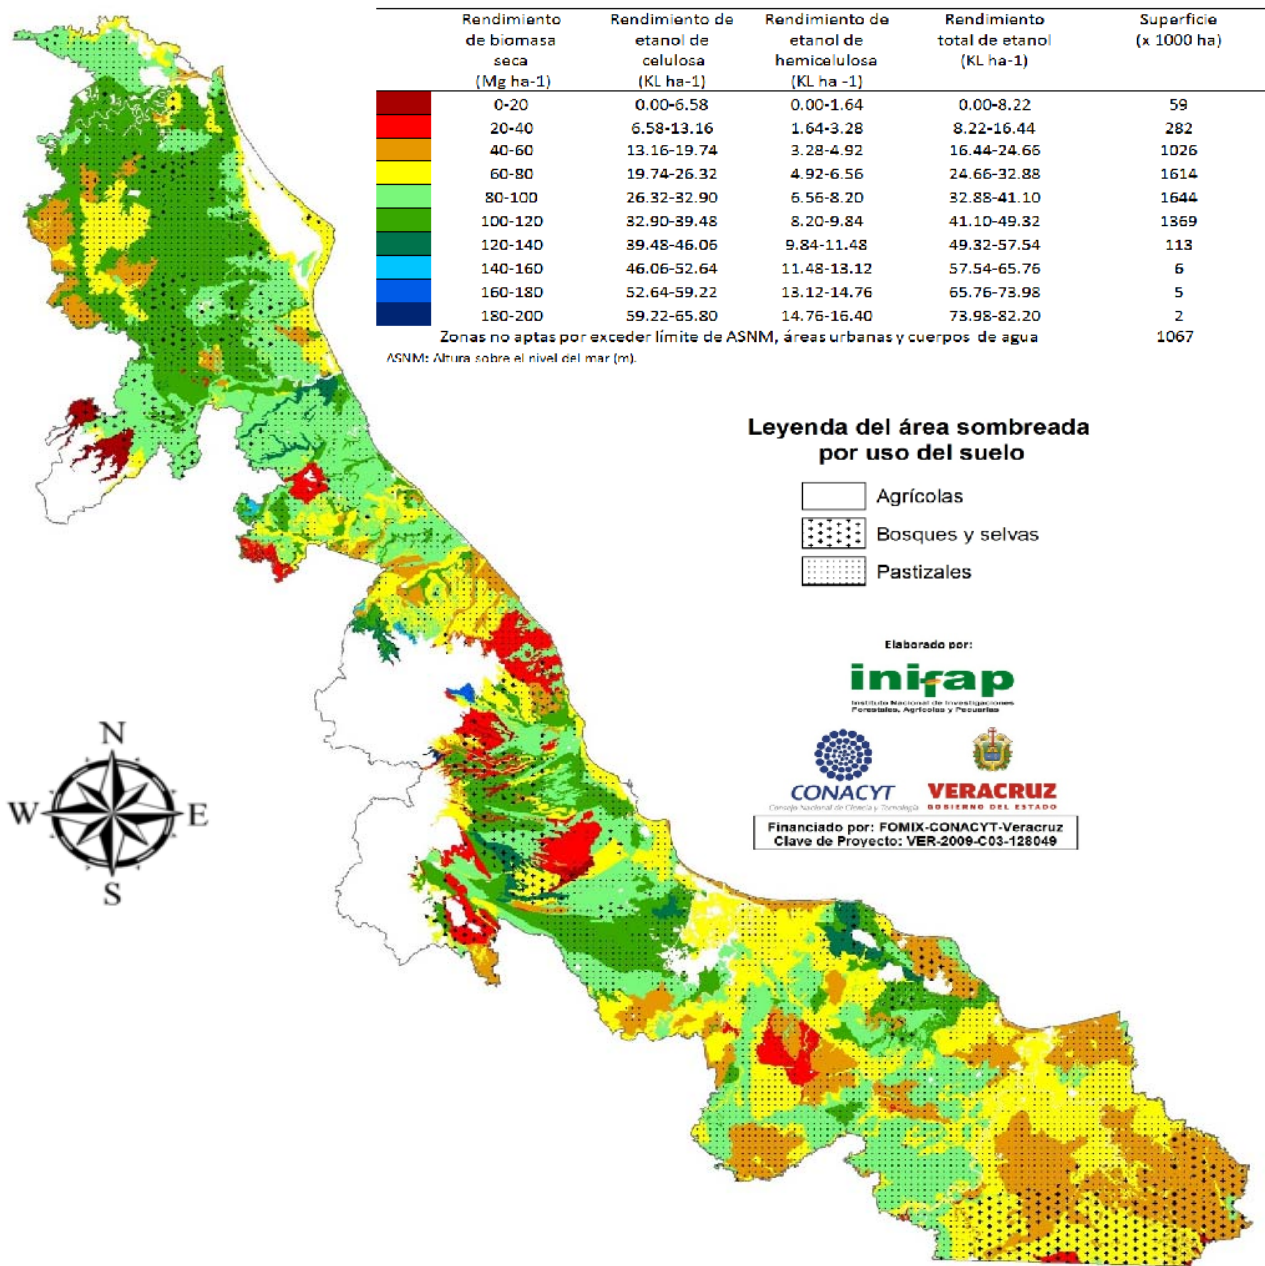 Rendimiento de biomasa seca (Mg ha-1) Rendimiento de etanol de celulosa (KL ha-1) Rendimiento de etanol de hemicelulosa (KL ha -1) Rendimiento total de etanol (KL ha-1) Superficie (x 1000 ha)
0-20 0.00-6.58 0.00-1.64 0.00-8.22 59
20-40 6.58-13.16 1.64-3.28 8.22-16.44 282
40-60 13.16-19.74 3.28-4.92 16.44-24.66 1026
60-80 19.74-26.32 4.92-6.56 24.66-32.88 1614
80-100 26.32-32.90 6.56-8.20 32.88-41.10 1644
100-120 32.90-39.48 8.20-9.84 41.10-49.32 1369
120-140 39.48-46.06 9.84-11.48 49.32-57.54 113
140-160 46.06-52.64 11.48-13.12 57.54-65.76 6
160-180 52.64-59.22 13.12-14.76 65.76-73.98 5
180-200 59.22-65.80 14.76-16.40 73.98-82.20 2
Zonas no aptas por exceder límite de ASNM, áreas urbanas y cuerpos de agua 1067
ASNM: Altura sobre el nivel del mar (m).
Leyenda del área sombreada
por uso del suelo
Agrícolas
Bosques y selvas
Pastizales
Elaborado por:
inifap
Instituto Nacional de Investigaciones
Forestales, Agrícolas y Pecuarias
CONACYT
Consejo Nacional de Ciencia y Tecnología
VERACRUZ
GOBIERNO DEL ESTADO
Financiado por: FOMIX-CONACYT-Veracruz
Clave de Proyecto: VER-2009-C03-128049
N
W E
S